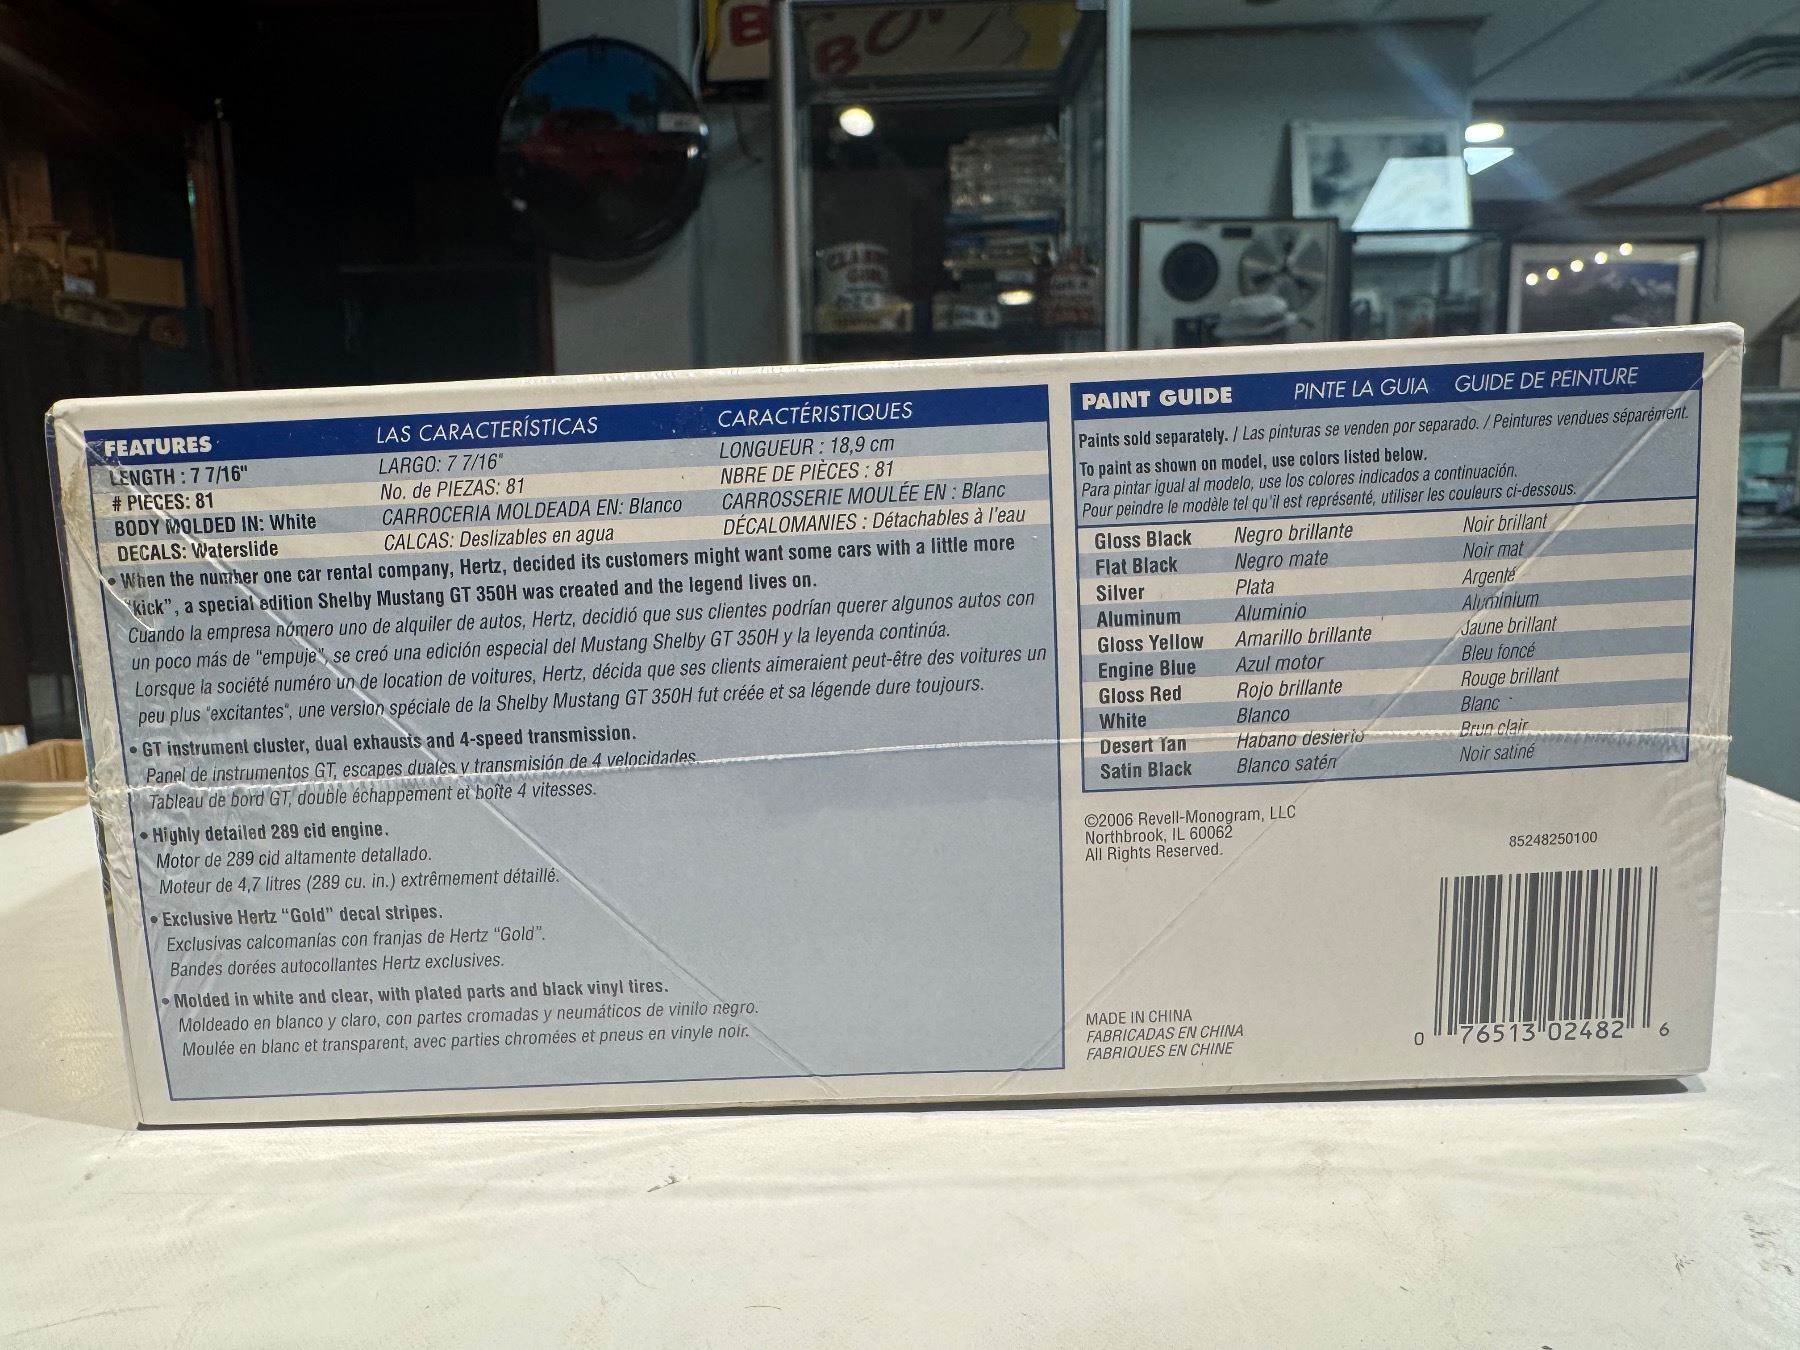 FEATURES LAS CARACTERÍSTICAS CARACTÉRISTIQUES
LENGTH : 7 7/16" LARGO: 7 7/16" LONGUEUR : 18,9 cm
# PIECES: 81 No. de PIEZAS: 81 NBRE DE PIÈCES : 81
BODY MOLDED IN: White CARROCERIA MOLDEADA EN: Blanco CARROSSERIE MOULÉE EN : Blanc
DECALS: Waterslide CALCAS: Deslizables en agua DÉCALOMANIES : Détachables à l'eau
• When the number one car rental company, Hertz, decided its customers might want some cars with a little more
"kick", a special edition Shelby Mustang GT 350H was created and the legend lives on.
Cuando la empresa número uno de alquiler de autos, Hertz, decidió que sus clientes podrían querer algunos autos con
un poco más de "empuje", se creó una edición especial del Mustang Shelby GT 350H y la leyenda continúa.
Lorsque la société numéro un de location de voitures, Hertz, décida que ses clients aimeraient peut-être des voitures un
peu plus "excitantes", une version spéciale de la Shelby Mustang GT 350H fut créée et sa légende dure toujours.
• GT instrument cluster, dual exhausts and 4-speed transmission.
Panel de instrumentos GT, escapes duales y transmisión de 4 velocidades.
Tableau de bord GT, double échappement et boîte 4 vitesses.
• Highly detailed 289 cid engine.
Motor de 289 cid altamente detallado.
Moteur de 4,7 litres (289 cu. in.) extrêmement détaillé.
• Exclusive Hertz "Gold" decal stripes.
Exclusivas calcomanías con franjas de Hertz "Gold".
Bandes dorées autocollantes Hertz exclusives.
• Molded in white and clear, with plated parts and black vinyl tires.
Moldeado en blanco y claro, con partes cromadas y neumáticos de vinilo negro.
Moulée en blanc et transparent, avec parties chromées et pneus en vinyle noir.
PAINT GUIDE PINTE LA GUIA GUIDE DE PEINTURE
Paints sold separately. / Las pinturas se venden por separado. / Peintures vendues séparément.
To paint as shown on model, use colors listed below.
Para pintar igual al modelo, use los colores indicados a continuación.
Pour peindre le modèle tel qu'il est représenté, utiliser les couleurs ci-dessous.
Gloss Black Negro brillante Noir brillant
Flat Black Negro mate Noir mat
Silver Plata Argenté
Aluminum Aluminio Aluminium
Gloss Yellow Amarillo brillante Jaune brillant
Engine Blue Azul motor Bleu foncé
Gloss Red Rojo brillante Rouge brillant
White Blanco Blanc
Desert Tan Habano desierto Brun clair
Satin Black Blanco satén Noir satiné
©2006 Revell-Monogram, LLC
Northbrook, IL 60062
All Rights Reserved.
85248250100
MADE IN CHINA
FABRICADAS EN CHINA
FABRIQUES EN CHINE
0 76513 02482 6